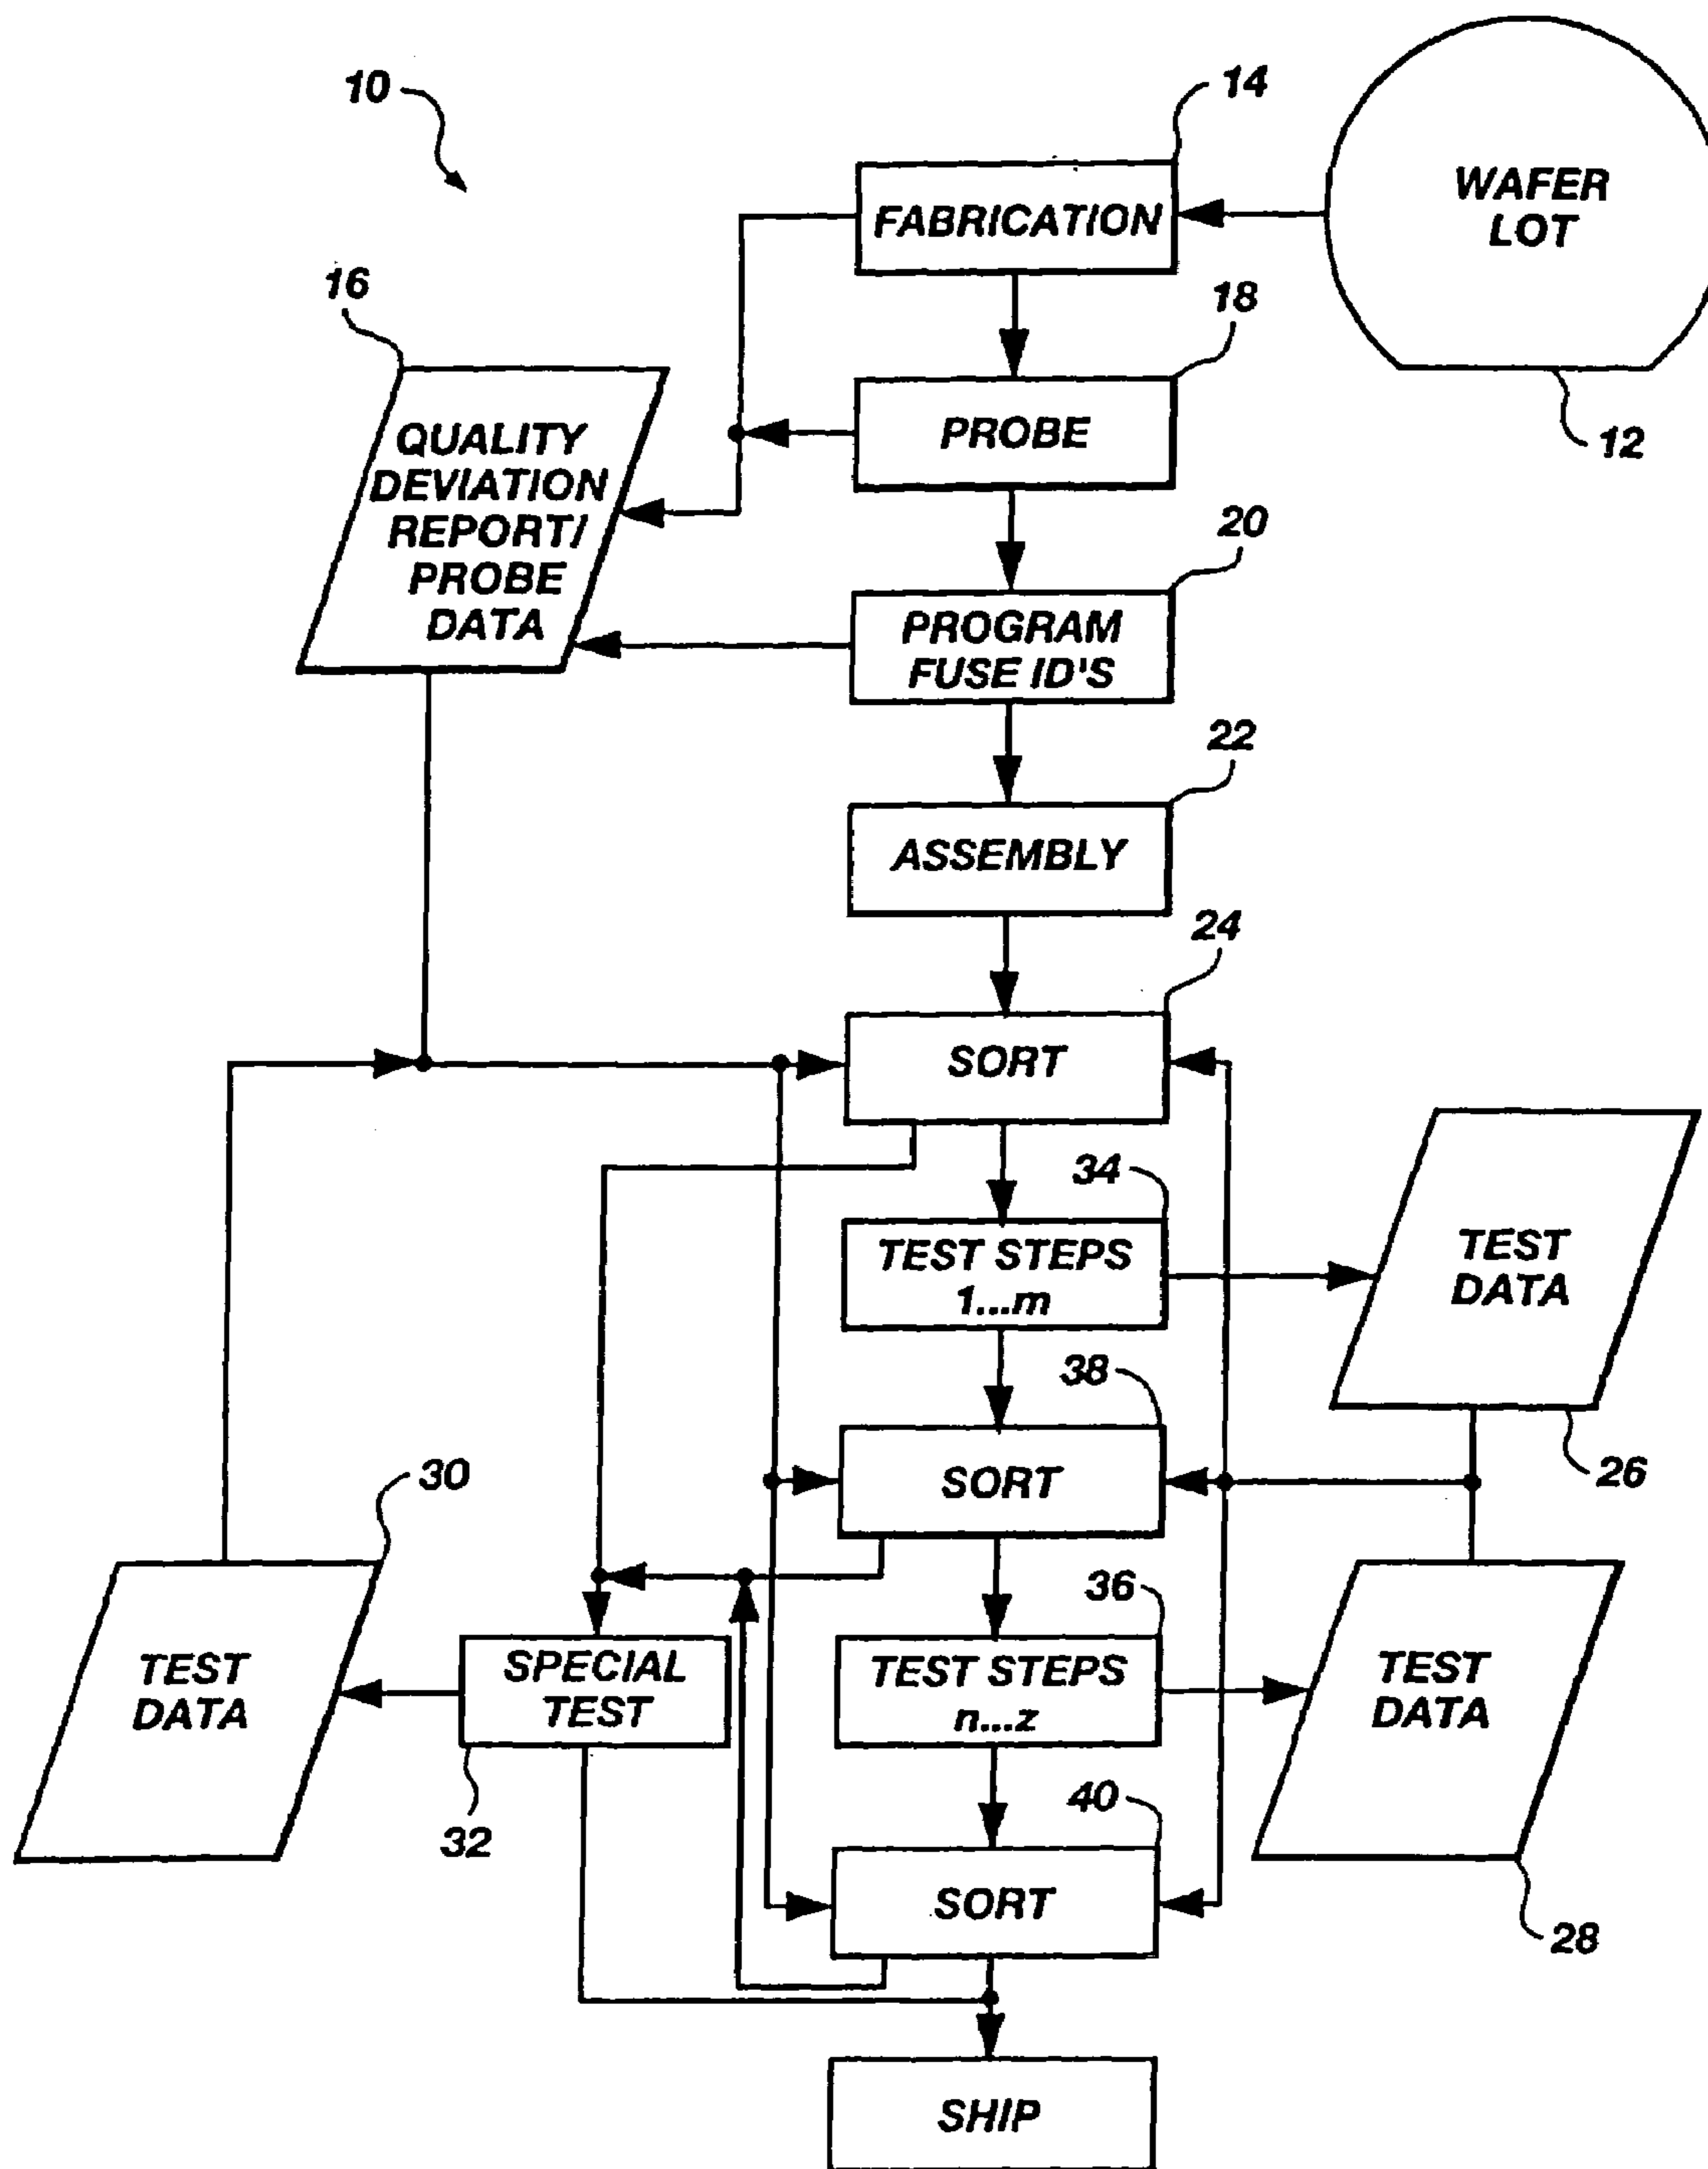 10
14
WAFER
LOT
FABRICATION
16
18
12
QUALITY
DEVIATION
REPORT/
PROBE
DATA
PROBE
20
PROGRAM
FUSE ID'S
22
ASSEMBLY
24
SORT
34
TEST STEPS
1...m
TEST
DATA
26
38
SORT
30
36
TEST
DATA
SPECIAL
TEST
TEST STEPS
n...z
TEST
DATA
32
40
SORT
28
SHIP